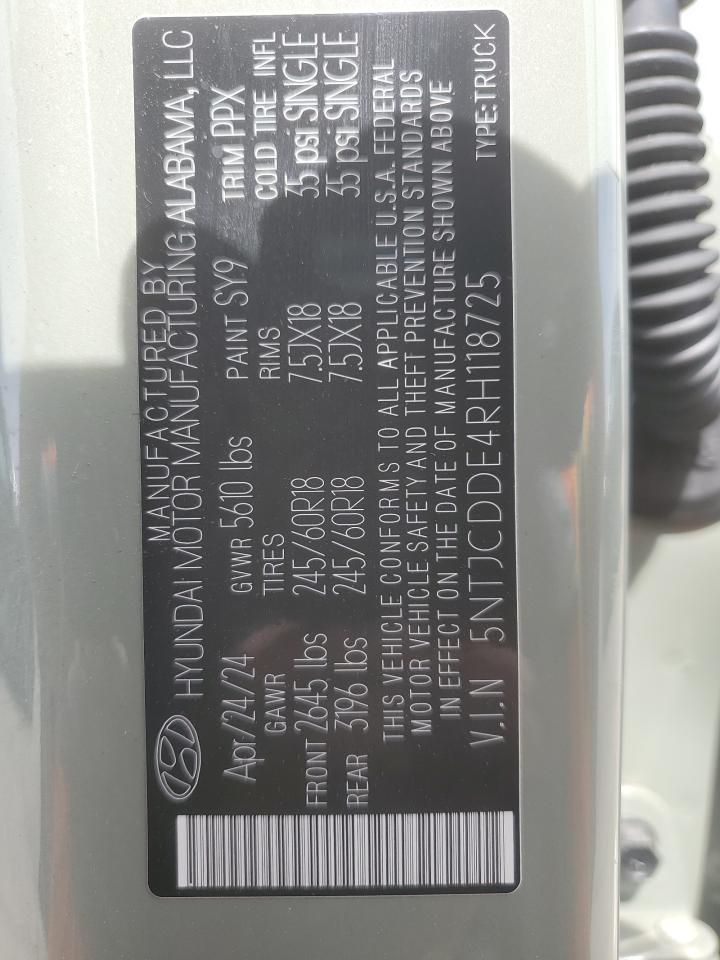 MANUFACTURED BY
HYUNDAI MOTOR MANUFACTURING ALABAMA, LLC
Apr/24/24 GVWR 5610 lbs PAINT SY9 TRIM PPX
GAWR TIRES RIMS COLD TIRE INFL
FRONT 2645 lbs 245/60R18 7.5JX18 35 psi SINGLE
REAR 3196 lbs 245/60R18 7.5JX18 35 psi SINGLE
THIS VEHICLE CONFORMS TO ALL APPLICABLE U.S.A. FEDERAL
MOTOR VEHICLE SAFETY AND THEFT PREVENTION STANDARDS
IN EFFECT ON THE DATE OF MANUFACTURE SHOWN ABOVE
V.I.N 5NTJCDDE4RH118725 TYPE:TRUCK